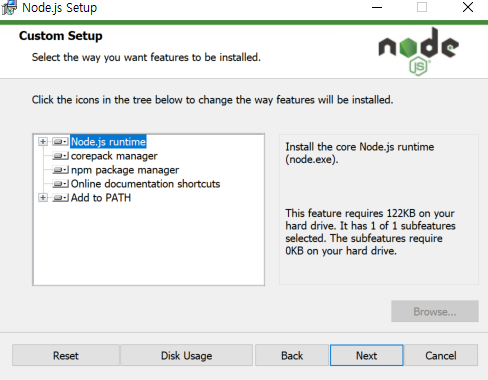 Node.js Setup
Custom Setup
Select the way you want features to be installed.
node
JS
Click the icons in the tree below to change the way features will be installed.
Node.js runtime
corepack manager
npm package manager
Online documentation shortcuts
Add to PATH
Install the core Node.js runtime
(node.exe).
This feature requires 122KB on your
hard drive. It has 1 of 1 subfeatures
selected. The subfeatures require
0KB on your hard drive.
Browse...
Reset
Disk Usage
Back
Next
Cancel